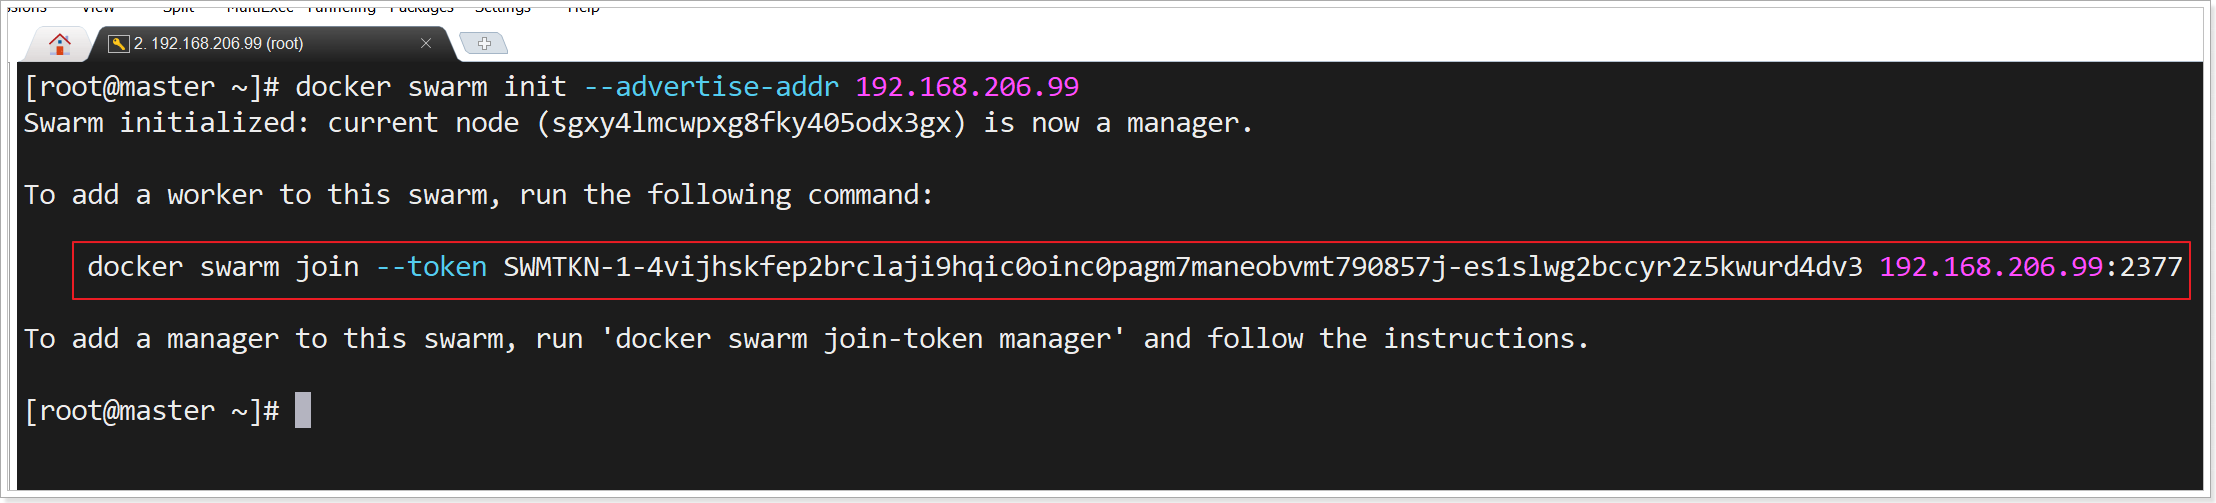 View Split MultiExec Tunneling Packages Settings Help
2. 192.168.206.99 (root)
[root@master ~]# docker swarm init --advertise-addr 192.168.206.99
Swarm initialized: current node (sgxy4lmcwpxg8fky405odx3gx) is now a manager.
To add a worker to this swarm, run the following command:
docker swarm join --token SWMTKN-1-4vijhskfep2brclaji9hqic0oinc0pagm7maneobvmt790857j-es1slwg2bccyr2z5kwurd4dv3 192.168.206.99:2377
To add a manager to this swarm, run 'docker swarm join-token manager' and follow the instructions.
[root@master ~]#